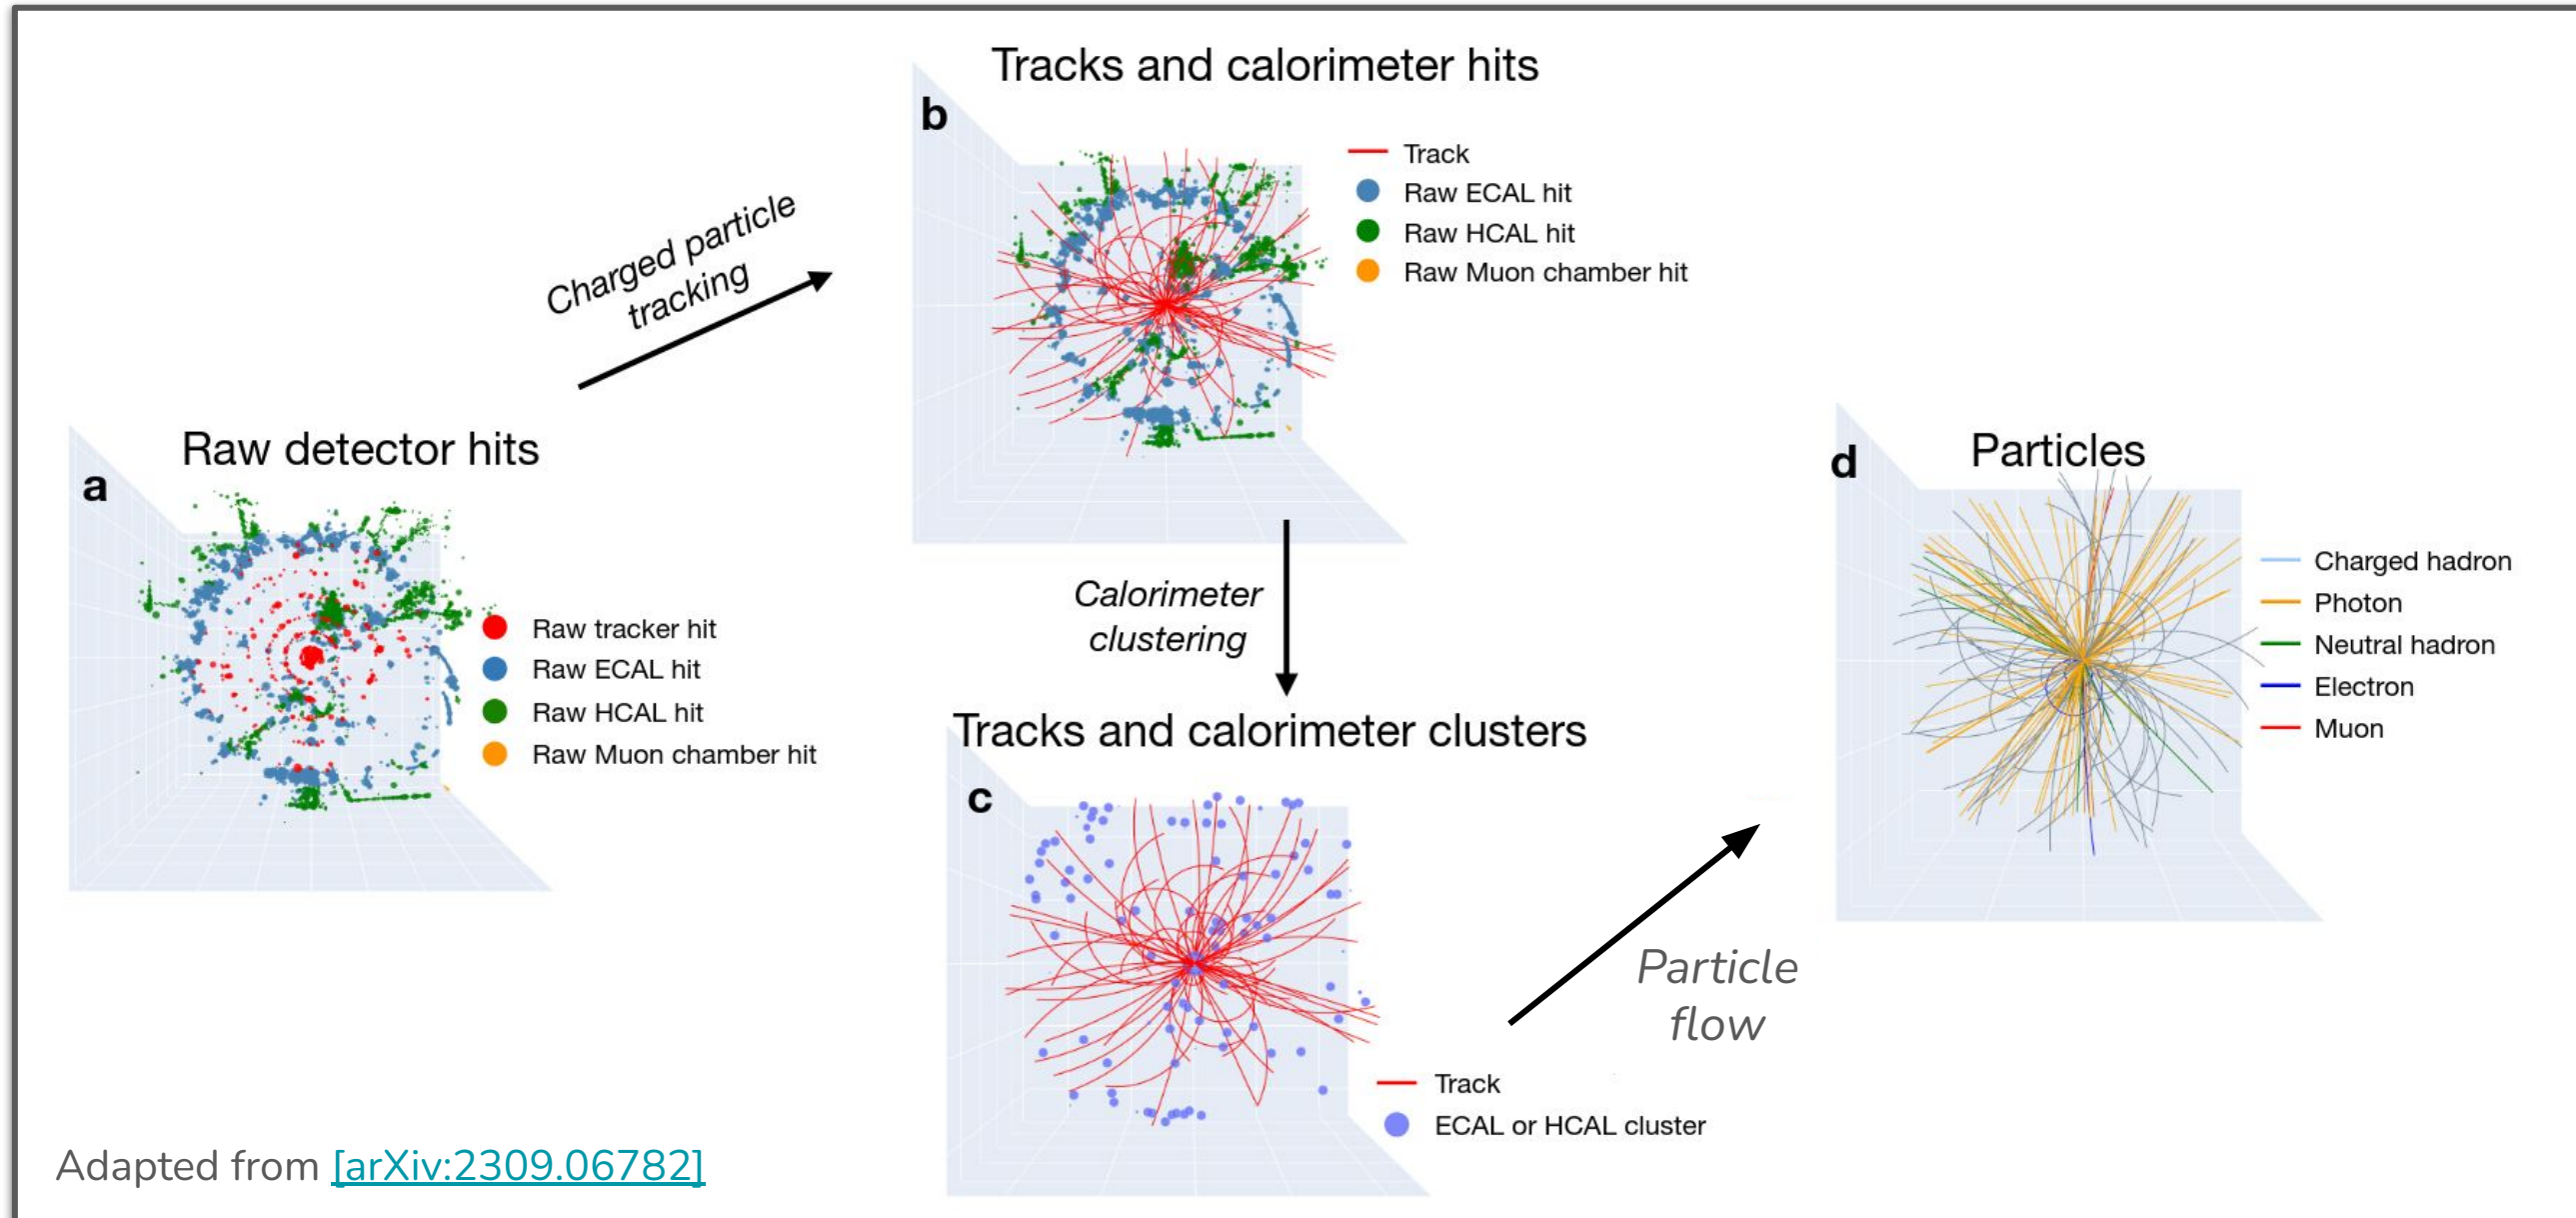 Tracks and calorimeter hits
b
Track
Raw ECAL hit
Raw HCAL hit
Raw Muon chamber hit
Charged particle
tracking
Raw detector hits
a
Raw tracker hit
Raw ECAL hit
Raw HCAL hit
Raw Muon chamber hit
Calorimeter
clustering
Tracks and calorimeter clusters
c
Track
ECAL or HCAL cluster
Particle
flow
Particles
d
Charged hadron
Photon
Neutral hadron
Electron
Muon
Adapted from [arXiv:2309.06782]